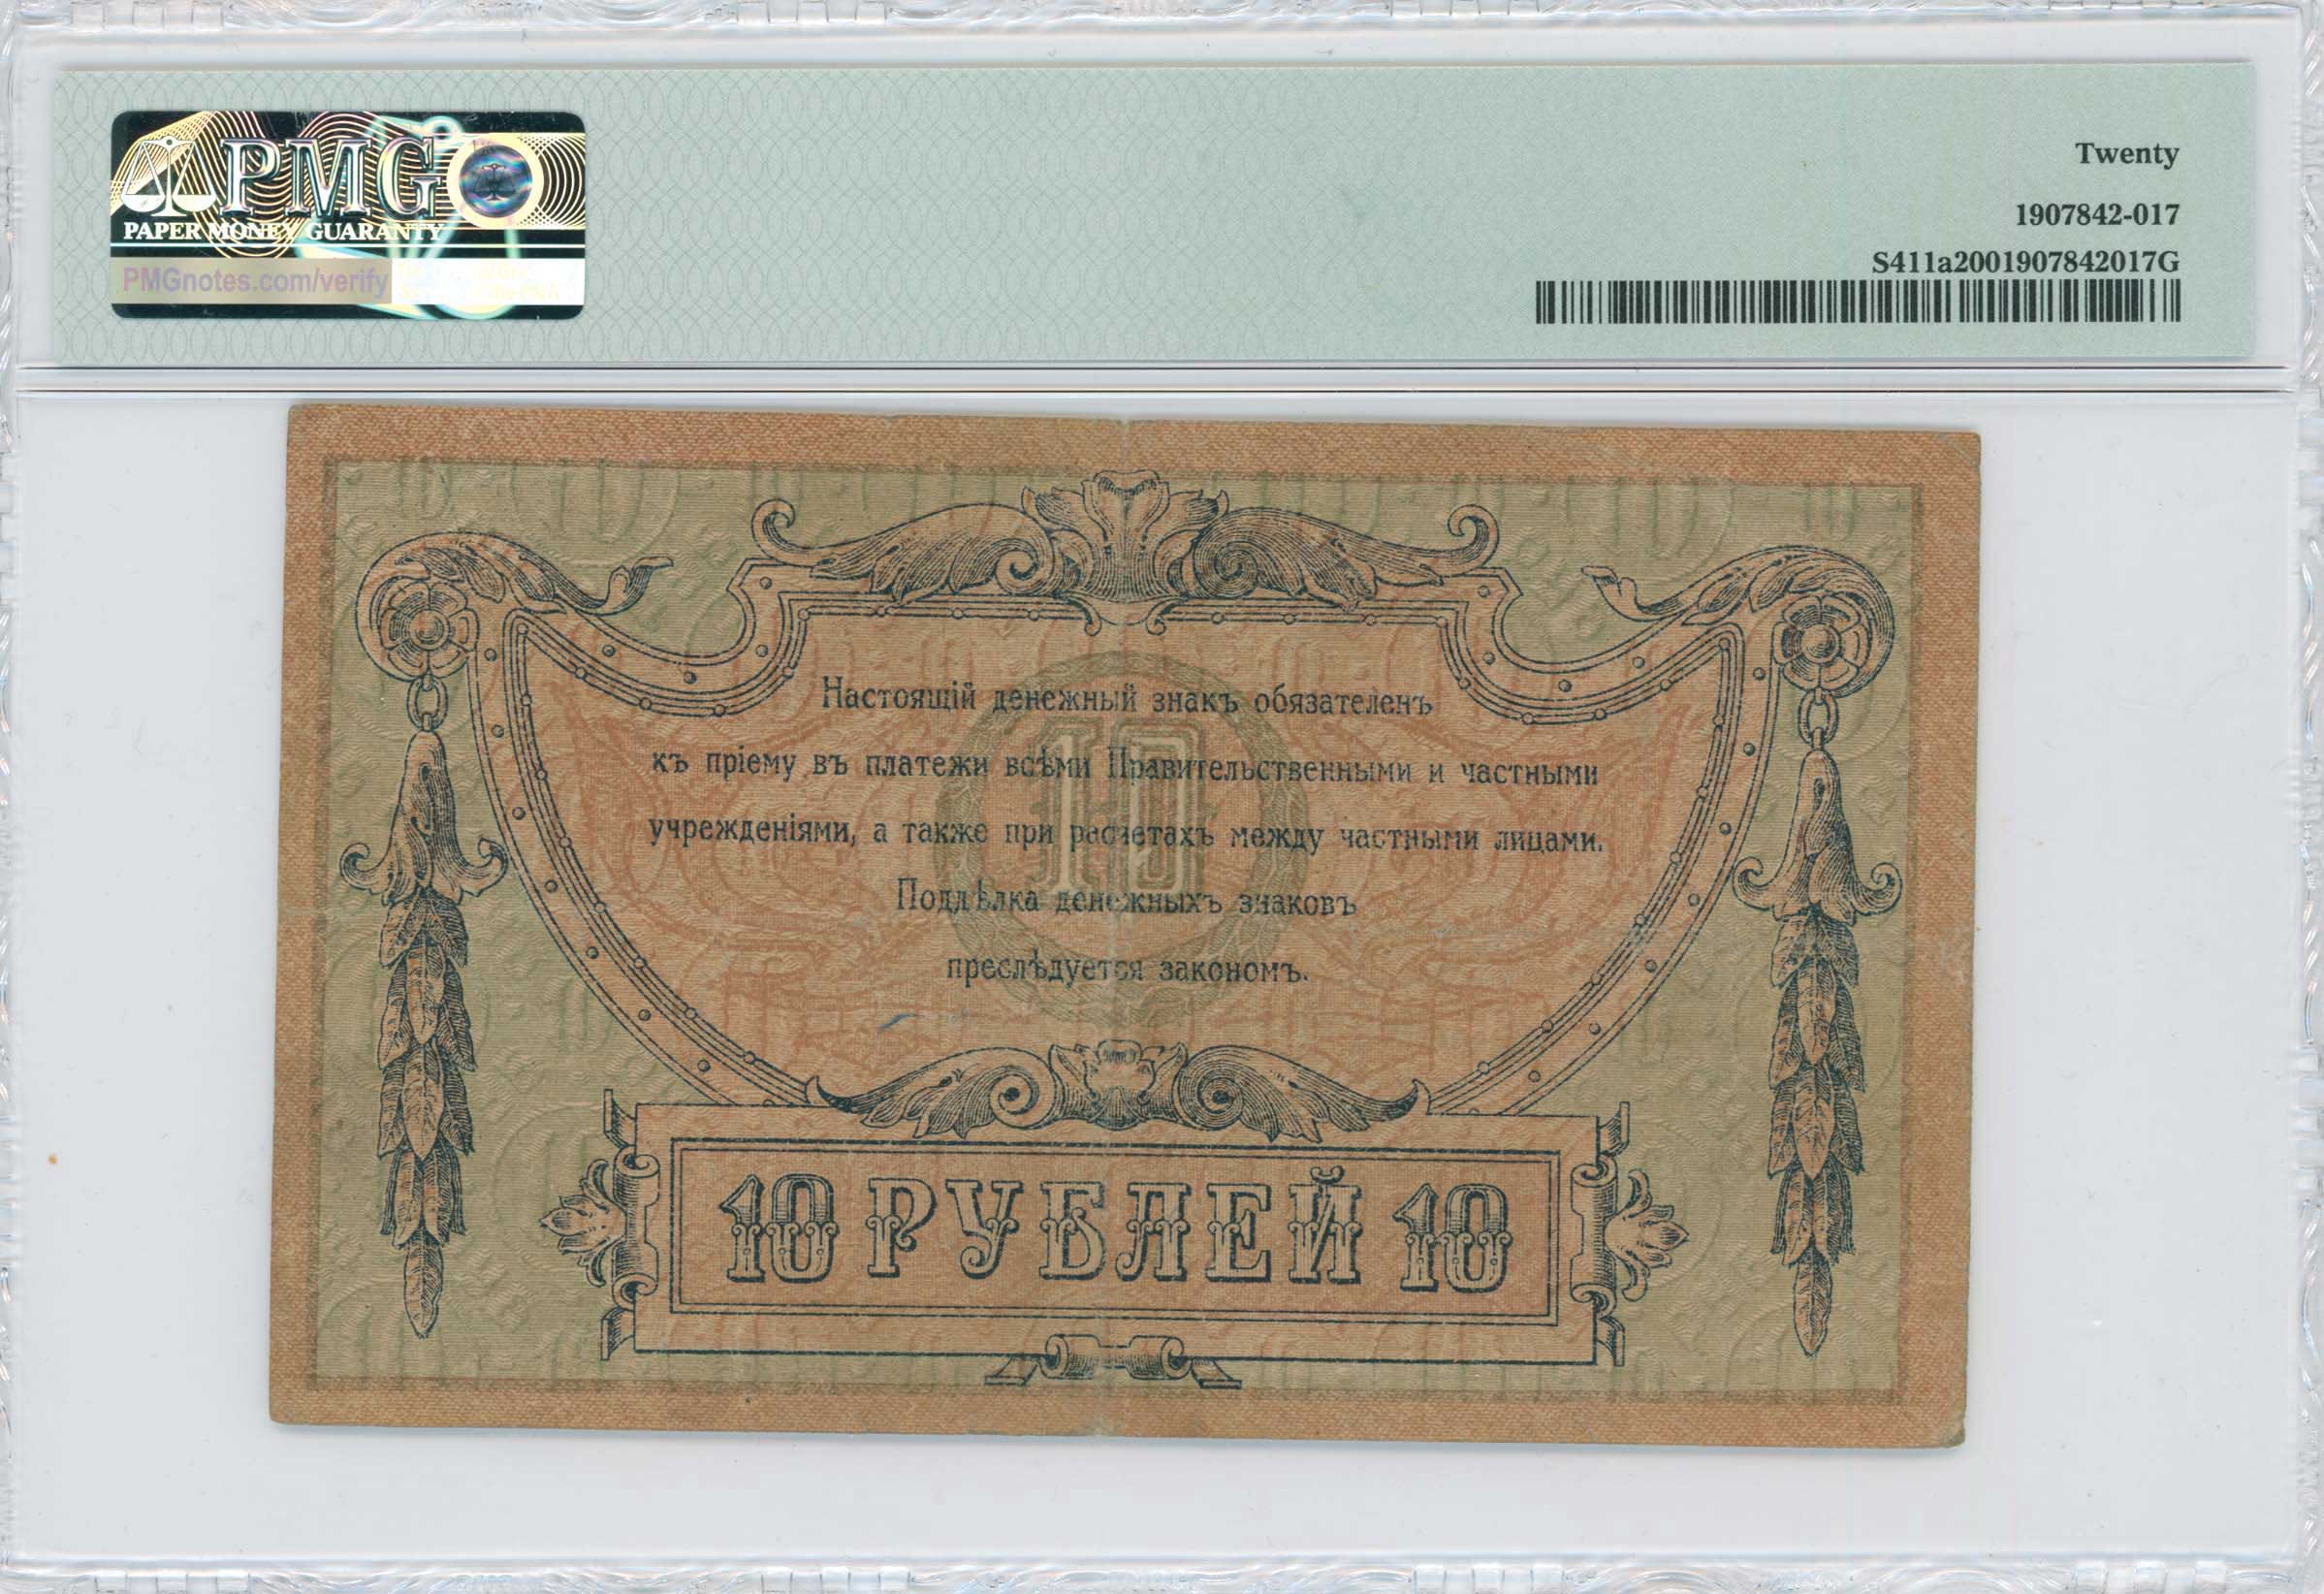 PMG
PAPER MONEY GUARANTY
PMGnotes.com/verify
Twenty
1907842-017
S411a2001907842017G
Настоящій денежный знакъ обязателенъ
къ пріему въ платежи всѣми Правительственными и частными
учрежденіями, а также при расчетахъ между частными лицами.
10
Поддѣлка денежныхъ знаковъ
преслѣдуется закономъ.
10 РУБЛЕЙ 10